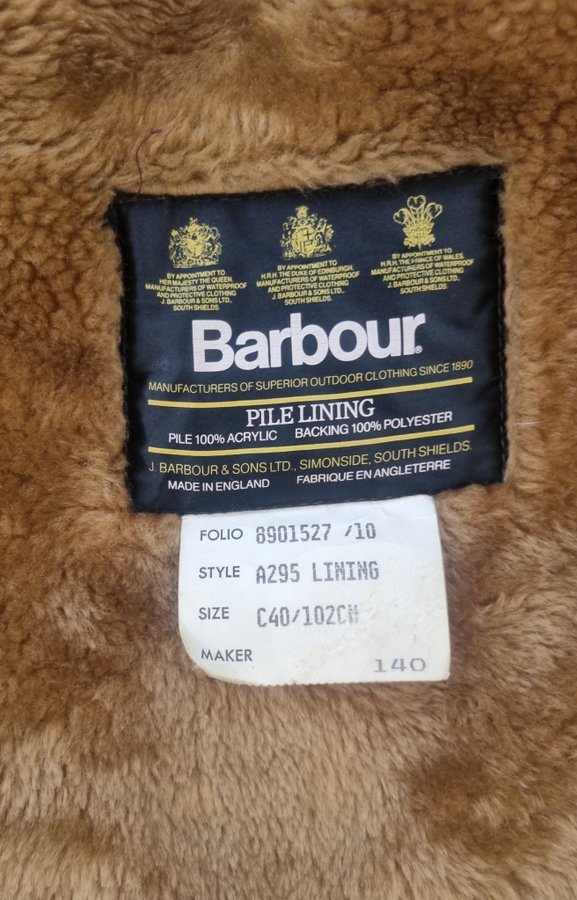 BY APPOINTMENT TO
HER MAJESTY THE QUEEN
MANUFACTURERS OF WATERPROOF
AND PROTECTIVE CLOTHING
J. BARBOUR & SONS LTD.,
SOUTH SHIELDS.
BY APPOINTMENT TO
H.R.H. THE DUKE OF EDINBURGH,
MANUFACTURERS OF WATERPROOF
AND PROTECTIVE CLOTHING
J. BARBOUR & SONS LTD.,
SOUTH SHIELDS.
BY APPOINTMENT TO
H.R.H. THE PRINCE OF WALES,
MANUFACTURERS OF WATERPROOF
AND PROTECTIVE CLOTHING
J. BARBOUR & SONS LTD.,
SOUTH SHIELDS.
Barbour®
MANUFACTURERS OF SUPERIOR OUTDOOR CLOTHING SINCE 1890
PILE LINING
PILE 100% ACRYLIC BACKING 100% POLYESTER
J. BARBOUR & SONS LTD., SIMONSIDE, SOUTH SHIELDS.
MADE IN ENGLAND FABRIQUE EN ANGLETERRE
FOLIO 8901527 /10
STYLE A295 LINING
SIZE C40/102CM
MAKER 140